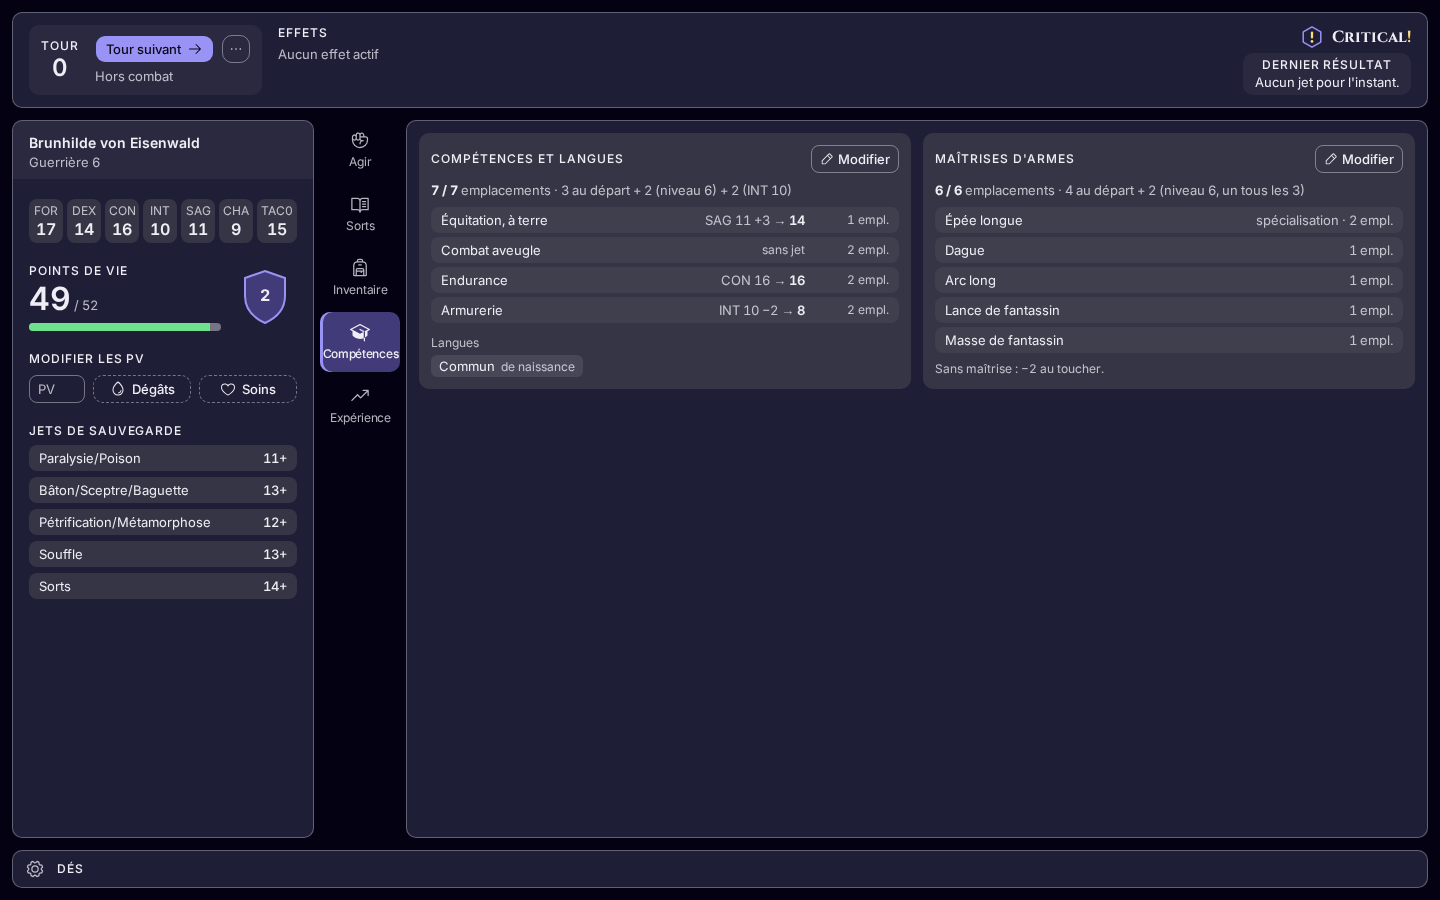 TOUR
0
Tour suivant →
...
Hors combat
EFFETS
Aucun effet actif
CRITICAL!
DERNIER RÉSULTAT
Aucun jet pour l'instant.
Brunhilde von Eisenwald
Guerrière 6
FOR DEX CON INT SAG CHA TAC0
17 14 16 10 11 9 15
POINTS DE VIE
49 / 52
2
MODIFIER LES PV
PV Dégâts Soins
JETS DE SAUVEGARDE
Paralysie/Poison 11+
Bâton/Sceptre/Baguette 13+
Pétrification/Métamorphose 12+
Souffle 13+
Sorts 14+
Agir
Sorts
Inventaire
Compétences
Expérience
COMPÉTENCES ET LANGUES Modifier
7 / 7 emplacements · 3 au départ + 2 (niveau 6) + 2 (INT 10)
Équitation, à terre SAG 11 +3 → 14 1 empl.
Combat aveugle sans jet 2 empl.
Endurance CON 16 → 16 2 empl.
Armurerie INT 10 −2 → 8 2 empl.
Langues
Commun de naissance
MAÎTRISES D'ARMES Modifier
6 / 6 emplacements · 4 au départ + 2 (niveau 6, un tous les 3)
Épée longue spécialisation · 2 empl.
Dague 1 empl.
Arc long 1 empl.
Lance de fantassin 1 empl.
Masse de fantassin 1 empl.
Sans maîtrise : −2 au toucher.
DÉS